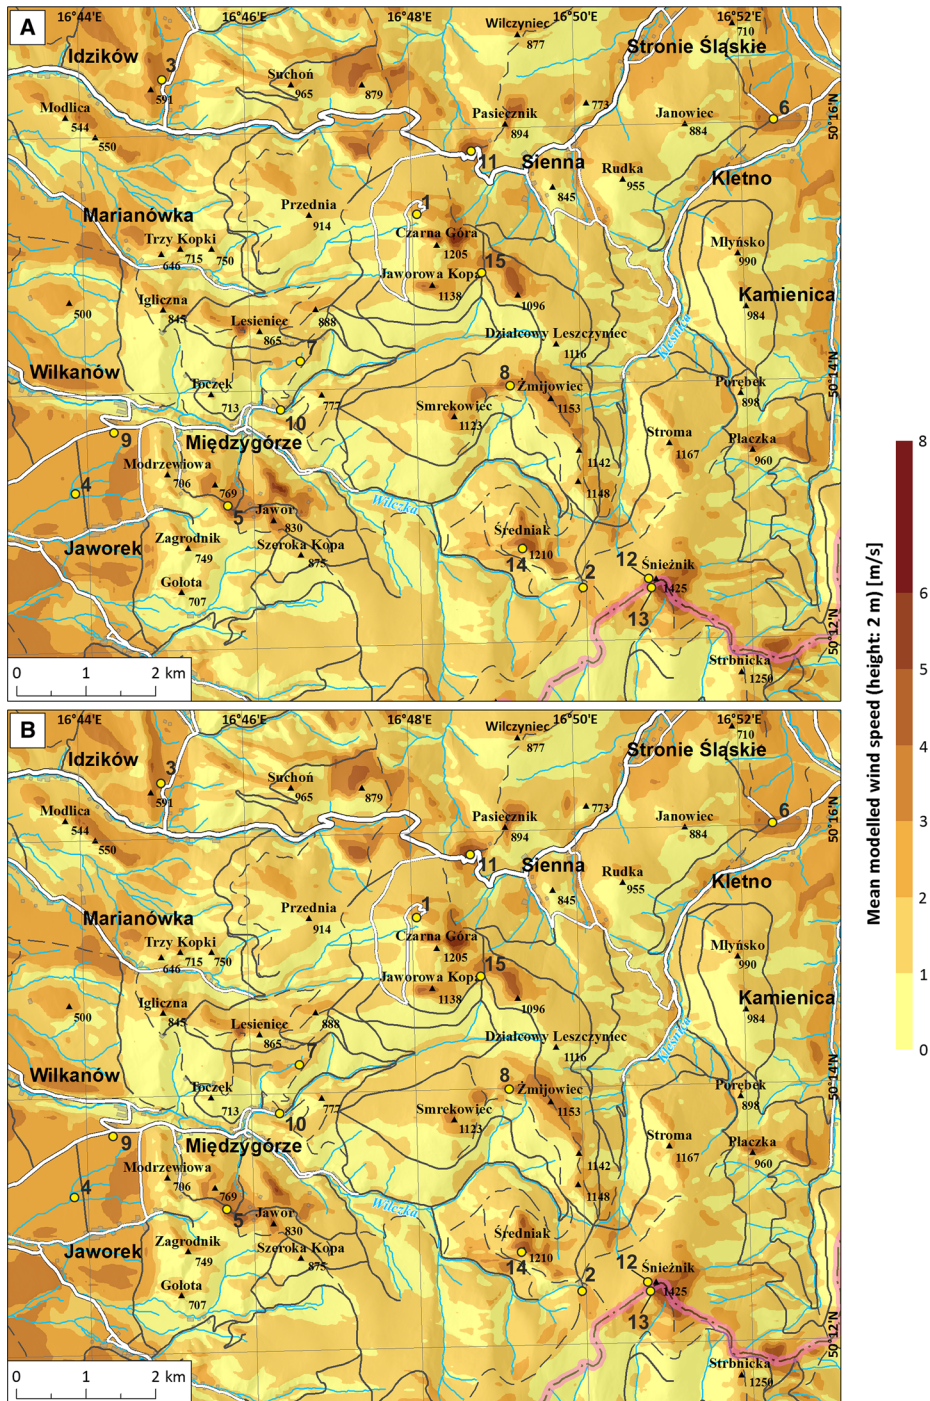 A
16°44'E
16°46'E
16°48'E
16°50'E
16°52'E
Wilczyniec
877
710
Stronie Śląskie
Idzików
3
591
Suchoń
965
879
773
Modlica
544
550
Pasiecznik
894
Janowiec
884
6
50°16'N
11
Sienna
845
Rudka
955
Kletno
Marianówka
Przednia
914
1
Czarna Góra
1205
Trzy Kopki
646
715
750
Młyńsko
990
15
Jaworowa Kopa
1138
1096
Kamienica
984
500
Igliczna
845
Lesieniec
865
888
Działcowy Leszczyniec
1116
Kleśnica
7
Wilkanów
Toczek
713
777
8
Żmijowiec
1153
Porębek
898
50°14'N
10
Smrekowiec
1123
9
Międzygórze
Stroma
1167
Płaczka
960
Modrzewiowa
706
769
1142
1148
4
5
Jawor
830
Wilczka
Jaworek
Zagrodnik
749
Szeroka Kopa
875
Średniak
1210
14
12
Śnieżnik
1425
2
13
Golota
707
50°12'N
Strbnicka
1250
0 1 2 km
B
16°44'E
16°46'E
16°48'E
16°50'E
16°52'E
Wilczyniec
877
710
Stronie Śląskie
Idzików
3
591
Suchoń
965
879
773
Modlica
544
550
Pasiecznik
894
Janowiec
884
6
50°16'N
11
Sienna
845
Rudka
955
Kletno
Marianówka
Przednia
914
1
Czarna Góra
1205
Trzy Kopki
646
715
750
Młyńsko
990
15
Jaworowa Kopa
1138
1096
Kamienica
984
500
Igliczna
845
Lesieniec
865
888
Działcowy Leszczyniec
1116
Kleśnica
7
Wilkanów
Toczek
713
777
8
Żmijowiec
1153
Porębek
898
50°14'N
10
Smrekowiec
1123
9
Międzygórze
Stroma
1167
Płaczka
960
Modrzewiowa
706
769
1142
1148
4
5
Jawor
830
Wilczka
Jaworek
Zagrodnik
749
Szeroka Kopa
875
Średniak
1210
14
12
Śnieżnik
1425
2
13
Golota
707
50°12'N
Strbnicka
1250
0 1 2 km
Mean modelled wind speed (height: 2 m) [m/s]
8
6
5
4
3
2
1
0